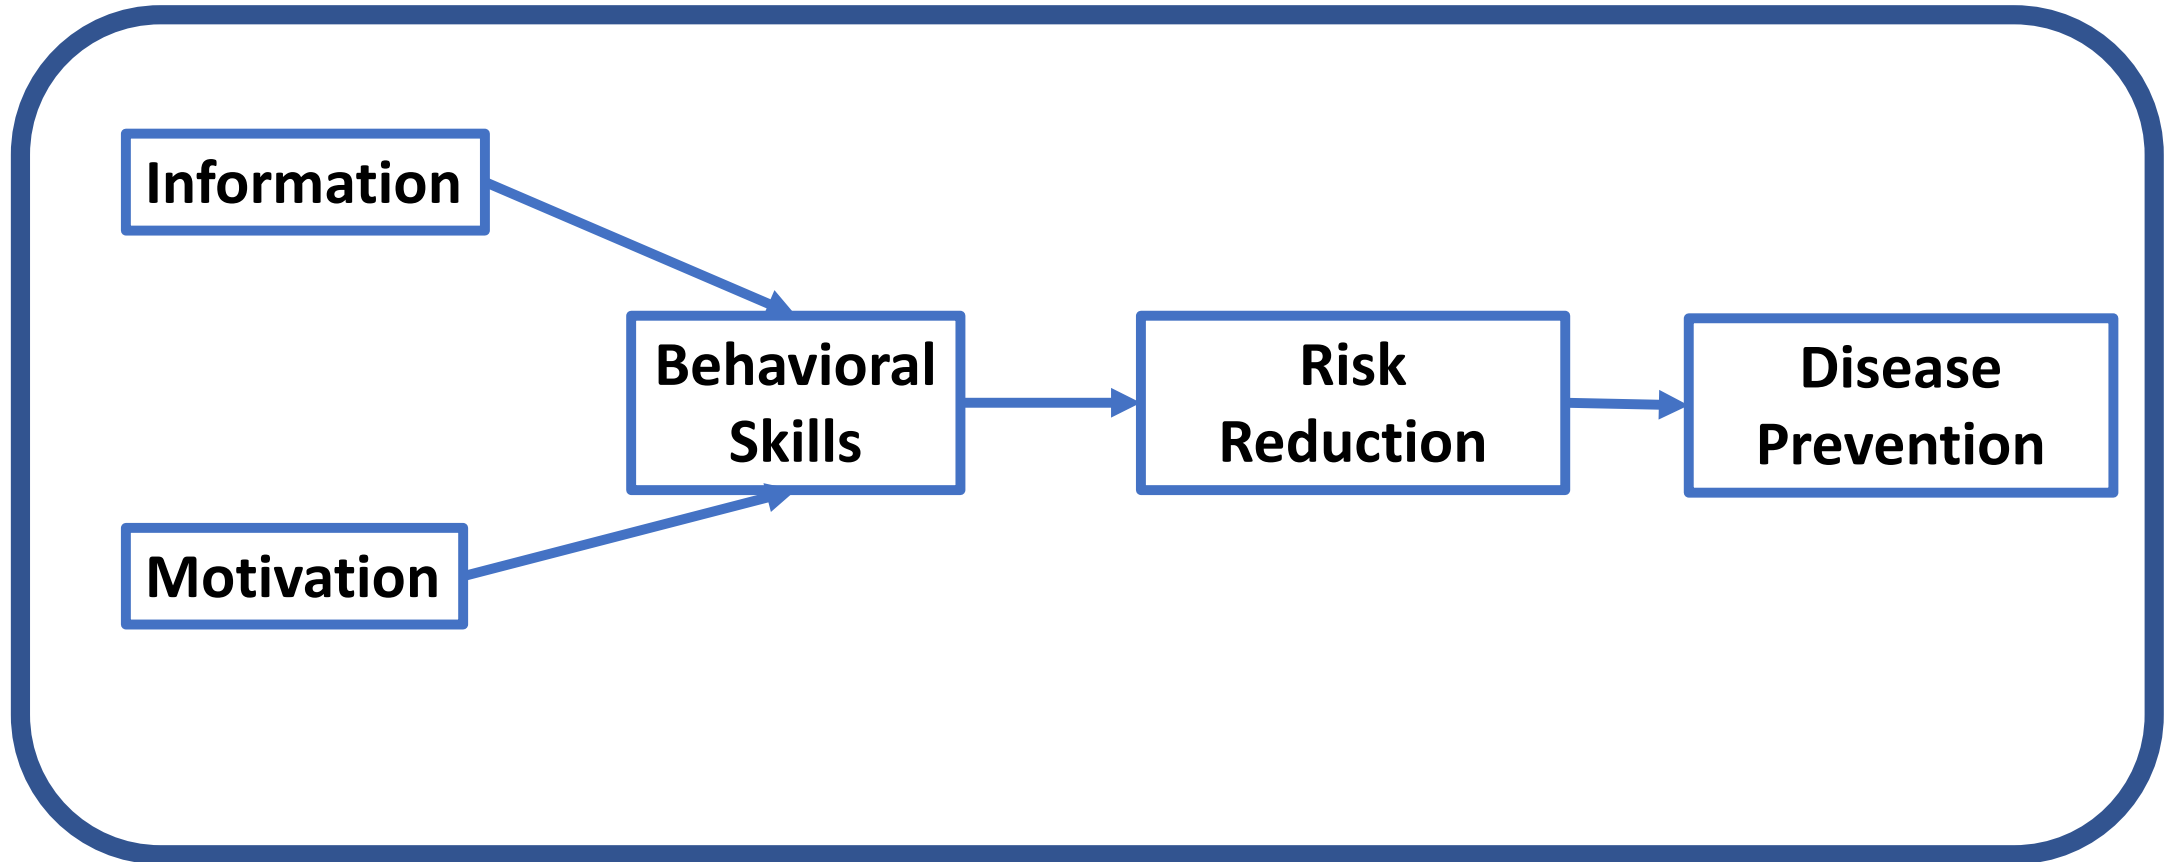 Information
Behavioral
Skills
Risk
Reduction
Disease
Prevention
Motivation